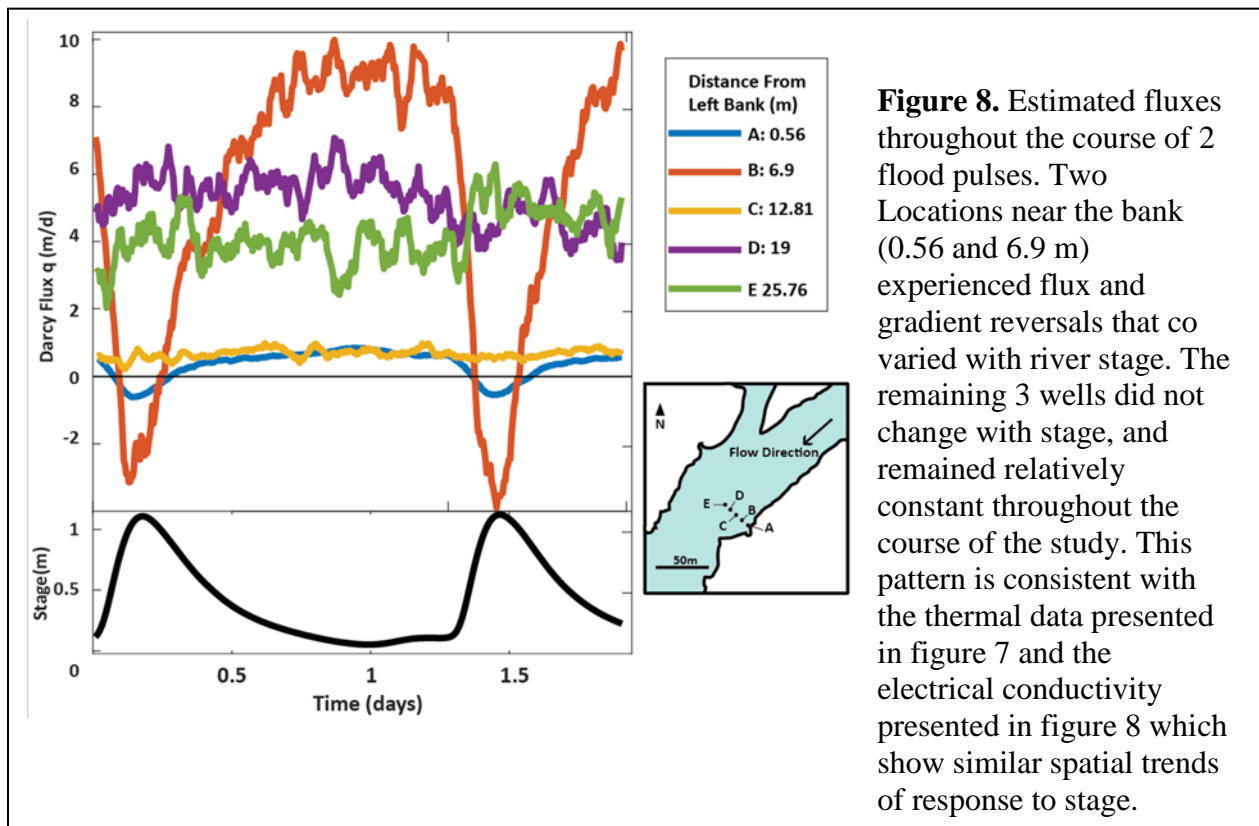 10
8
6
4
2
0
-2
Darcy Flux q (m/d)
1
0.5
0
Stage(m)
0.5
1
1.5
Time (days)
Distance From
Left Bank (m)
A: 0.56
B: 6.9
C: 12.81
D: 19
E 25.76
N
Flow Direction
E
D
C
B
A
50m
Figure 8. Estimated fluxes
throughout the course of 2
flood pulses. Two
Locations near the bank
(0.56 and 6.9 m)
experienced flux and
gradient reversals that co
varied with river stage. The
remaining 3 wells did not
change with stage, and
remained relatively
constant throughout the
course of the study. This
pattern is consistent with
the thermal data presented
in figure 7 and the
electrical conductivity
presented in figure 8 which
show similar spatial trends
of response to stage.